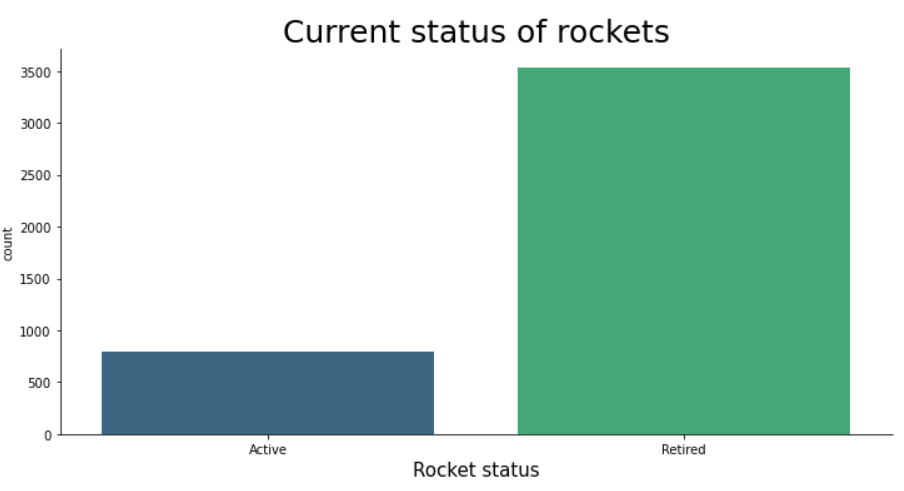 Current status of rockets
3500
3000
2500
2000
1500
1000
500
0
count
Active
Retired
Rocket status